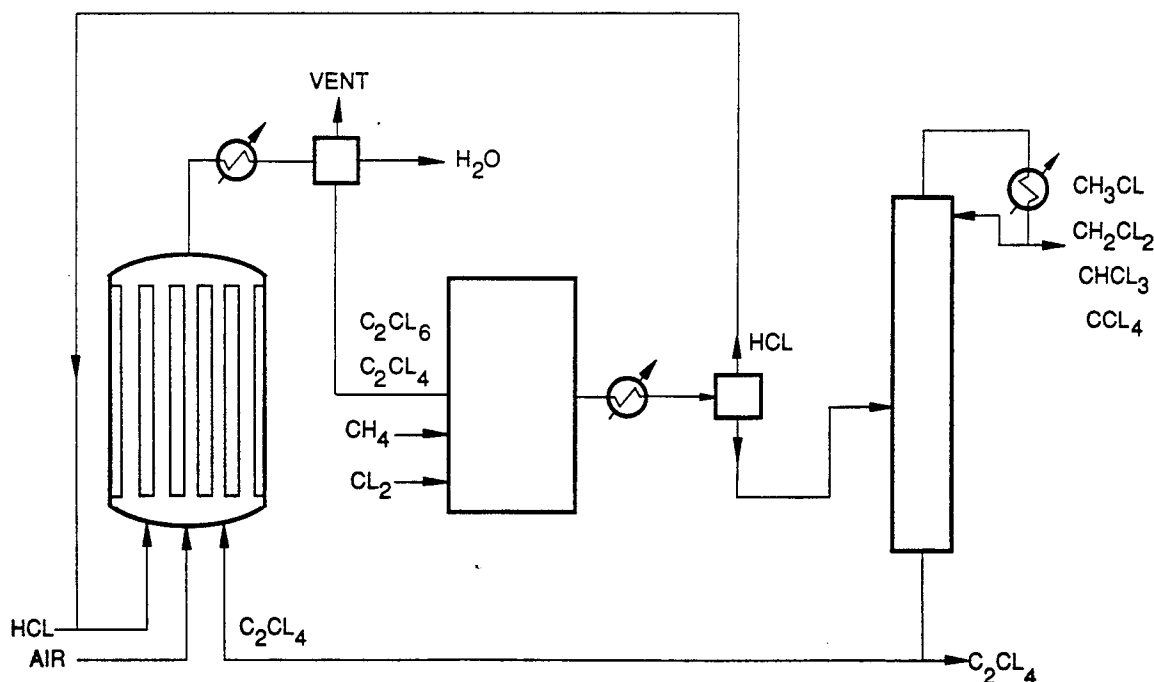 VENT
H₂O
CH₃CL
CH₂CL₂
CHCL₃
CCL₄
C₂CL₆
C₂CL₄
HCL
CH₄
CL₂
HCL
C₂CL₄
AIR
C₂CL₄